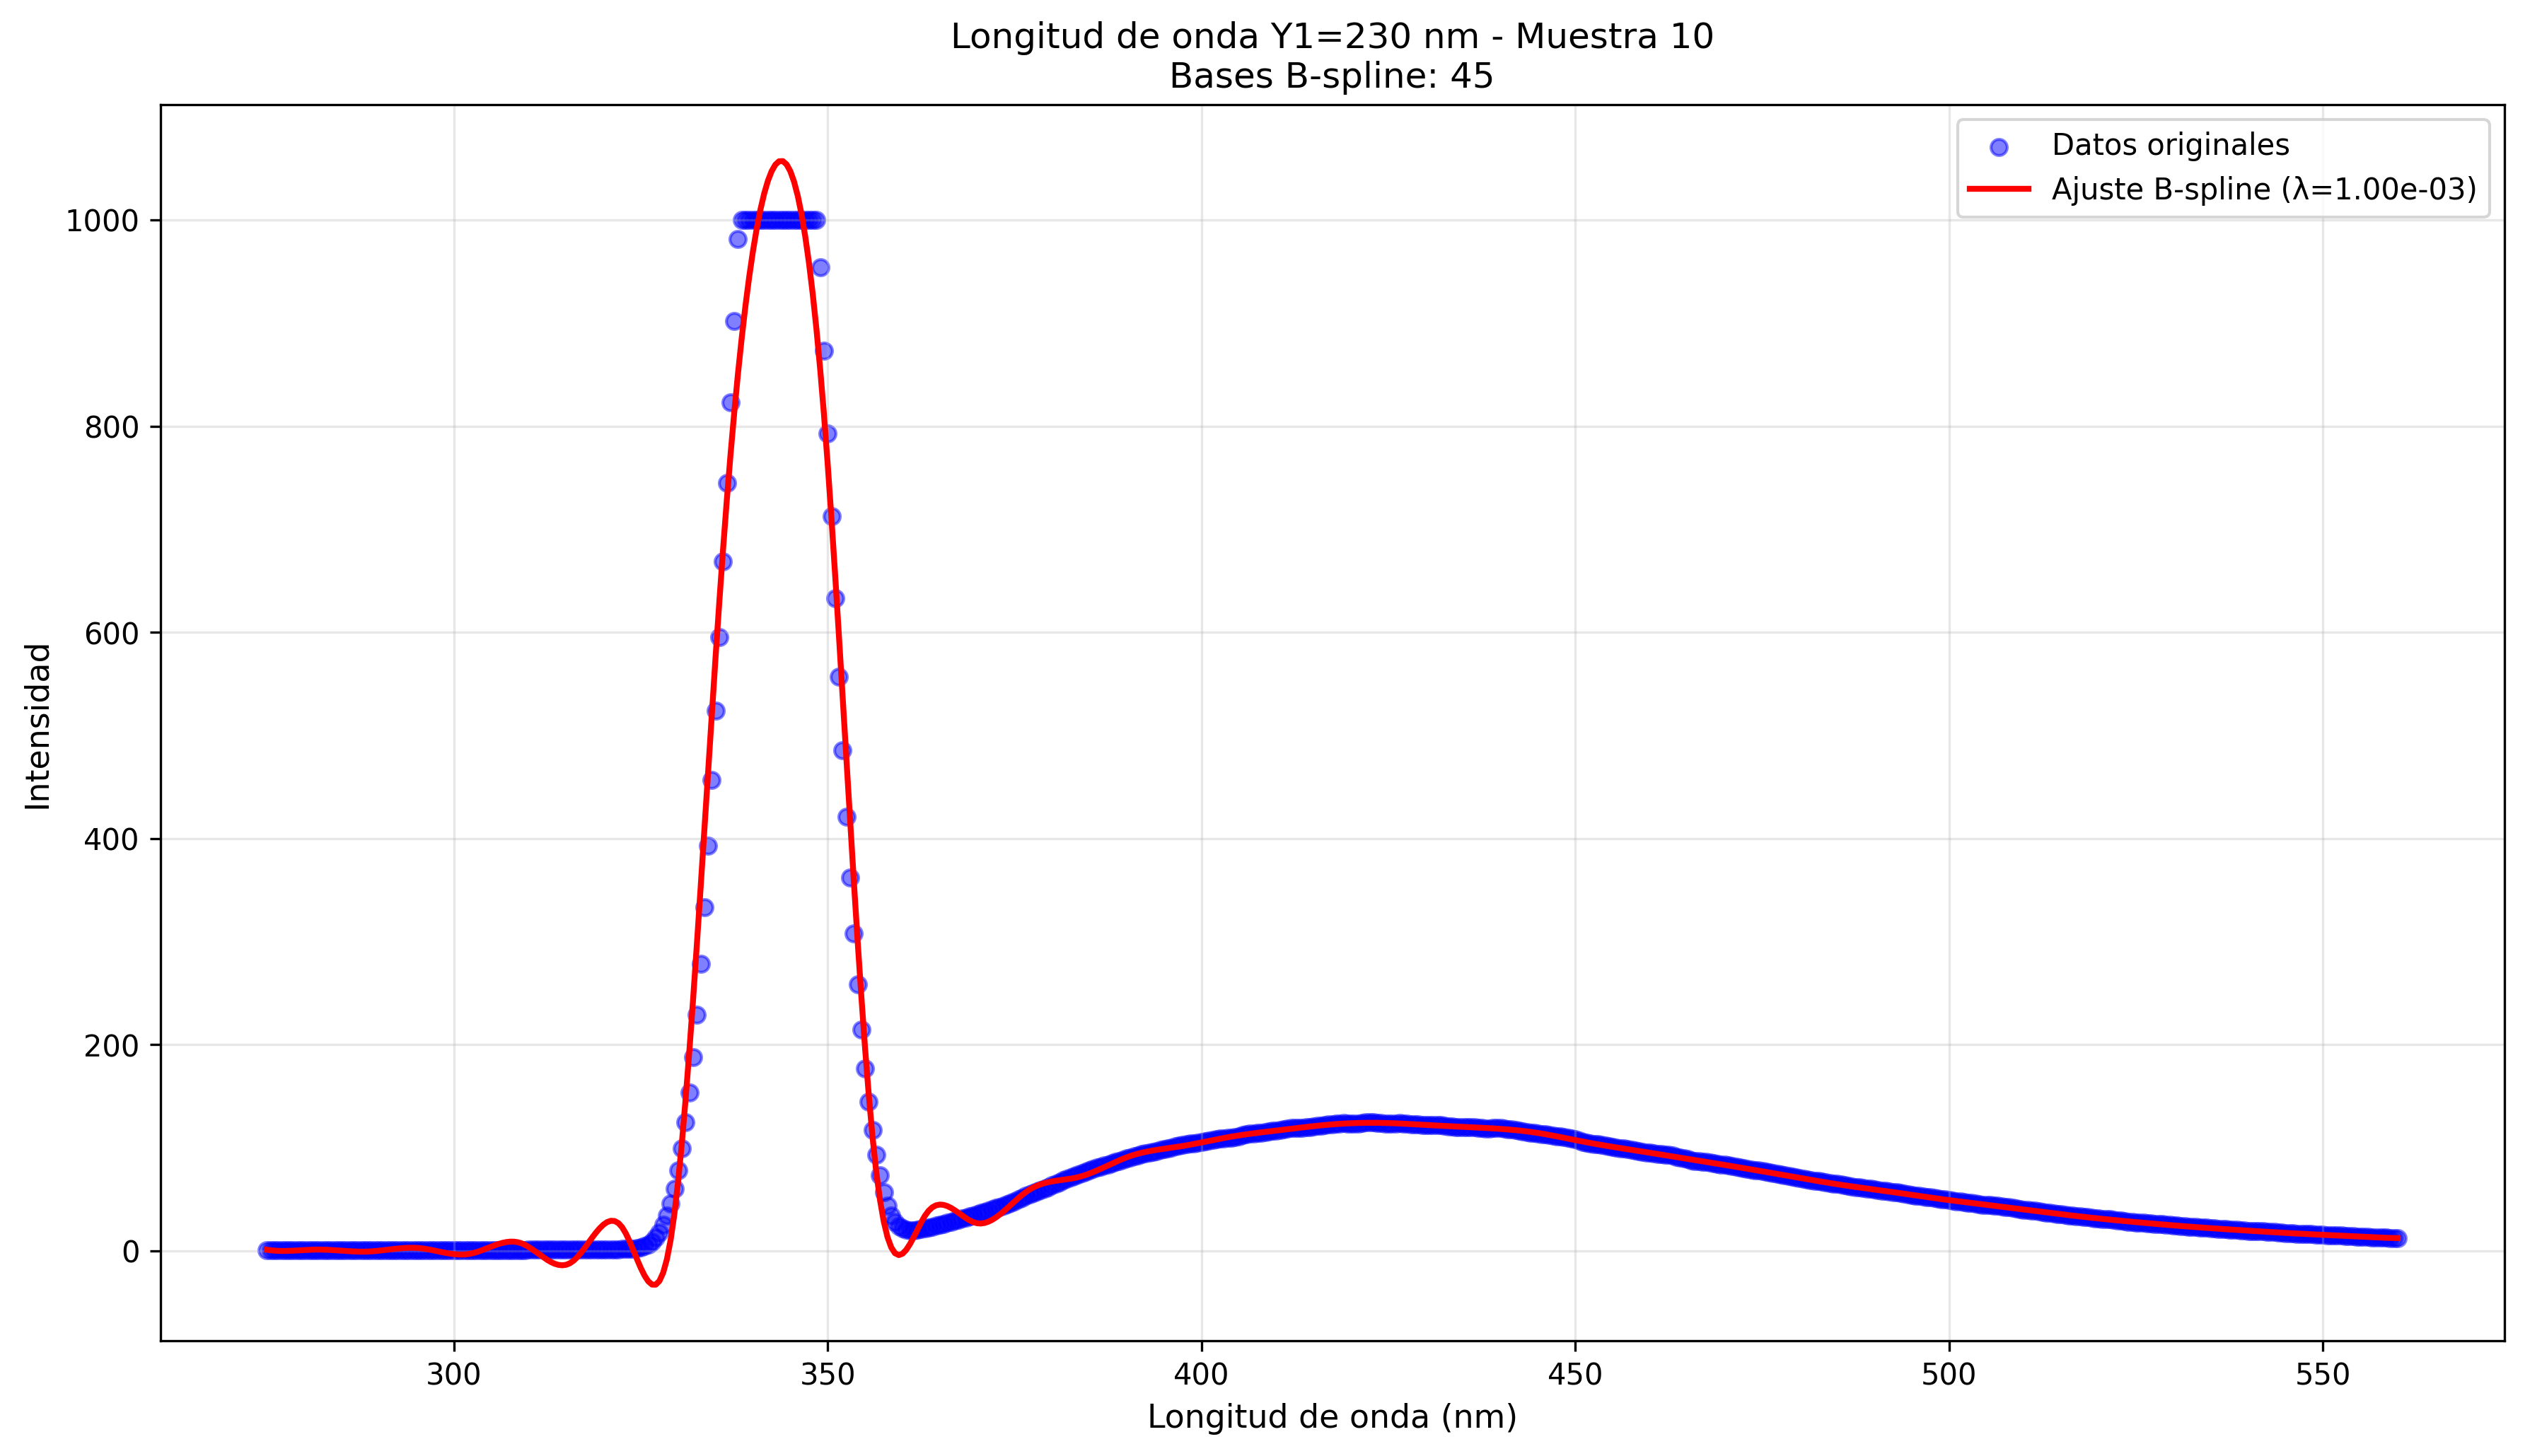 Longitud de onda Y1=230 nm - Muestra 10
Bases B-spline: 45
Datos originales
Ajuste B-spline (λ=1.00e-03)
Intensidad
1000
800
600
400
200
0
300
350
400
450
500
550
Longitud de onda (nm)